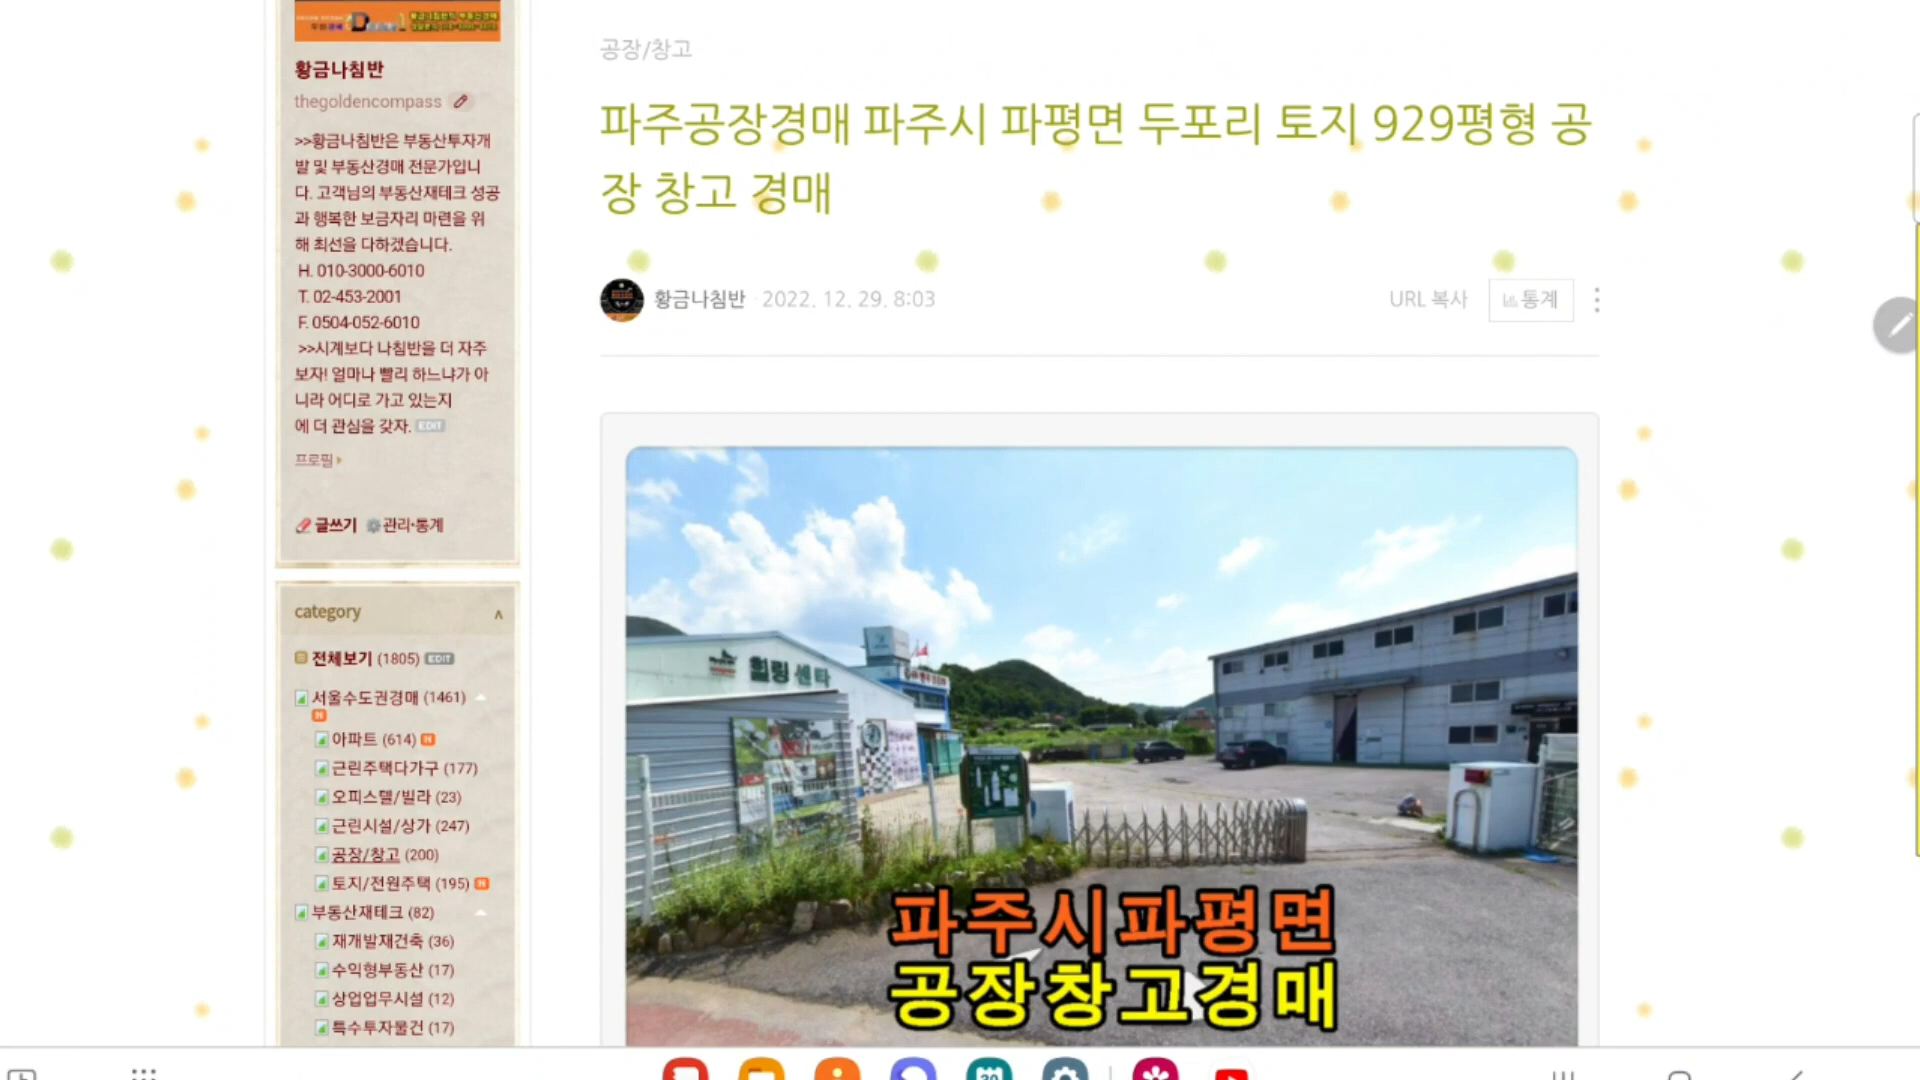 황금나침반
thegoldencompass
>>황금나침반은 부동산투자개
발 및 부동산경매 전문가입니
다. 고객님의 부동산재테크 성공
과 행복한 보금자리 마련을 위
해 최선을 다하겠습니다.
H. 010-3000-6010
T. 02-453-2001
F. 0504-052-6010
>>시계보다 나침반을 더 자주
보자! 얼마나 빨리 하느냐가 아
니라 어디로 가고 있는지
에 더 관심을 갖자. EDIT
프로필
글쓰기 관리·통계
category
전체보기 (1805) EDIT
서울수도권경매 (1461)
N
아파트 (614) N
근린주택다가구 (177)
오피스텔/빌라 (23)
근린시설/상가 (247)
공장/창고 (200)
토지/전원주택 (195) N
부동산재테크 (82)
재개발재건축 (36)
수익형부동산 (17)
상업업무시설 (12)
특수투자물건 (17)
공장/창고
파주공장경매 파주시 파평면 두포리 토지 929평형 공
장 창고 경매
황금나침반 · 2022. 12. 29. 8:03
URL 복사 통계
힐링 센타
파주시파평면
공장창고경매